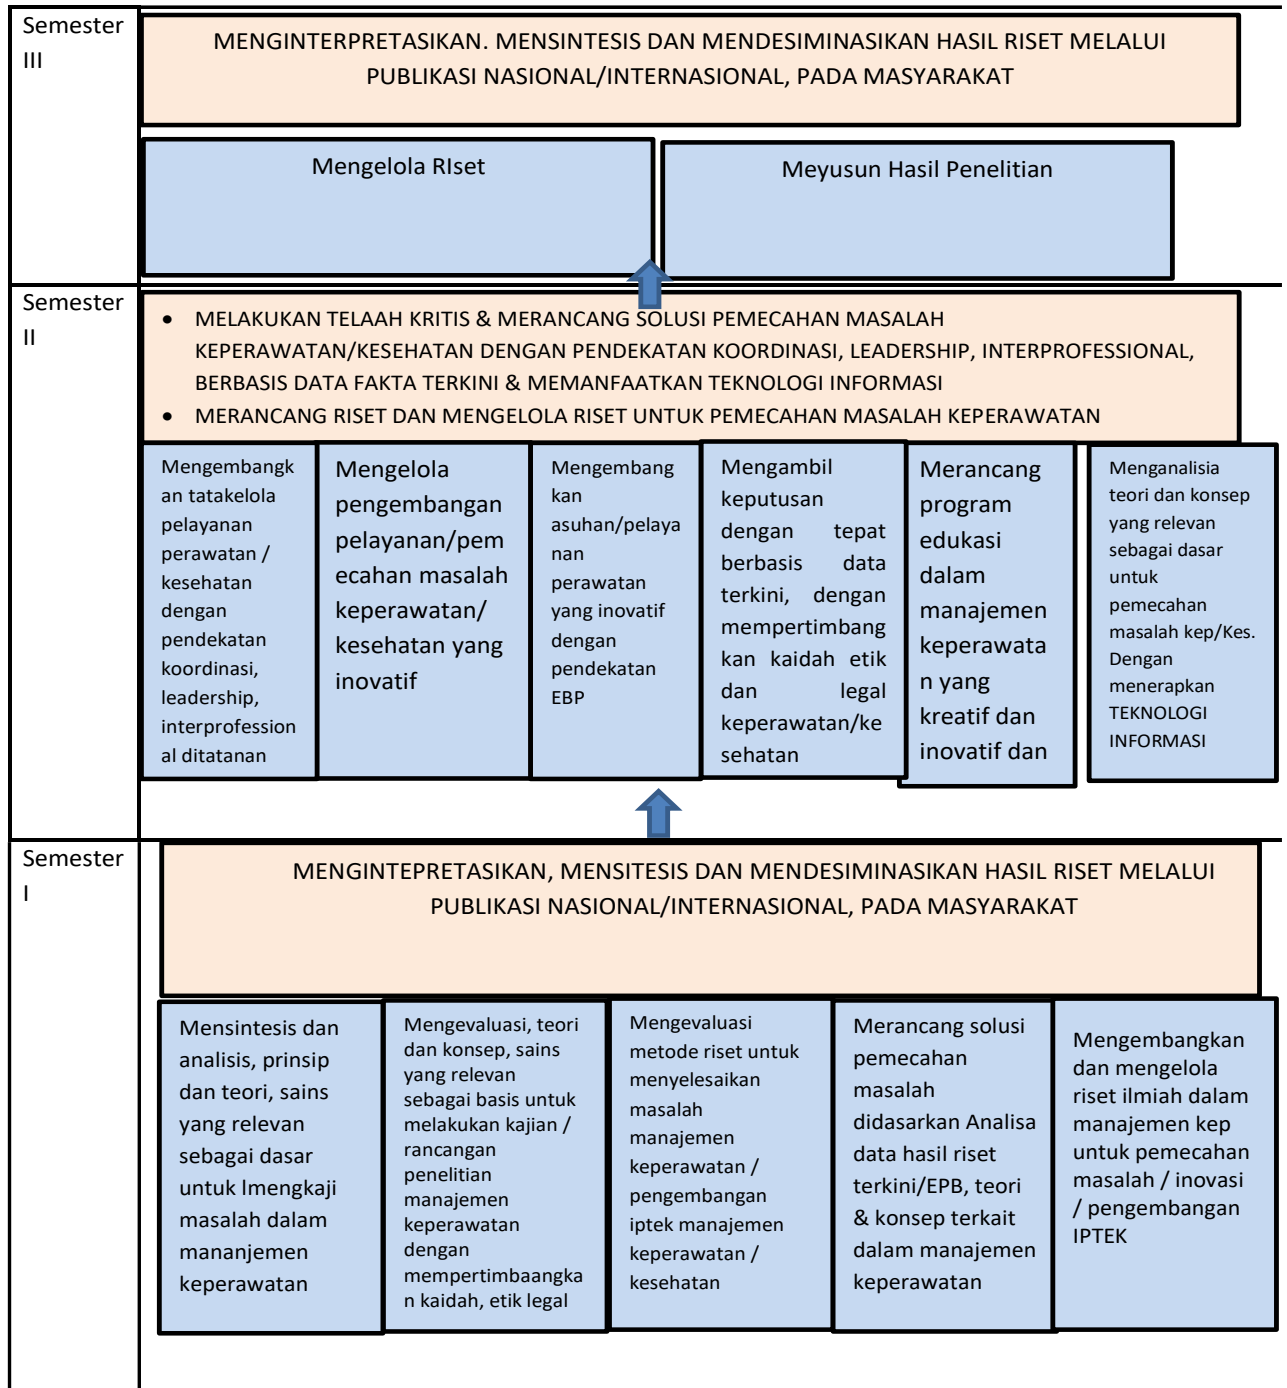 Semester
III
MENGINTERPRETASIKAN. MENSINTESIS DAN MENDESIMINASIKAN HASIL RISET MELALUI
PUBLIKASI NASIONAL/INTERNASIONAL, PADA MASYARAKAT
Mengelola RIset
Meyusun Hasil Penelitian
Semester
II
• MELAKUKAN TELAAH KRITIS & MERANCANG SOLUSI PEMECAHAN MASALAH
KEPERAWATAN/KESEHATAN DENGAN PENDEKATAN KOORDINASI, LEADERSHIP, INTERPROFESSIONAL,
BERBASIS DATA FAKTA TERKINI & MEMANFAATKAN TEKNOLOGI INFORMASI
• MERANCANG RISET DAN MENGELOLA RISET UNTUK PEMECAHAN MASALAH KEPERAWATAN
Mengembangk
an tatakelola
pelayanan
perawatan /
kesehatan
dengan
pendekatan
koordinasi,
leadership,
interprofession
al ditatanan
Mengelola
pengembangan
pelayanan/pem
ecahan masalah
keperawatan/
kesehatan yang
inovatif
Mengembang
kan
asuhan/pelaya
nan
perawatan
yang inovatif
dengan
pendekatan
EBP
Mengambil
keputusan
dengan tepat
berbasis data
terkini, dengan
mempertimbang
kan kaidah etik
dan legal
keperawatan/ke
sehatan
Merancang
program
edukasi
dalam
manajemen
keperawata
n yang
kreatif dan
inovatif dan
Menganalisia
teori dan konsep
yang relevan
sebagai dasar
untuk
pemecahan
masalah kep/Kes.
Dengan
menerapkan
TEKNOLOGI
INFORMASI
Semester
I
MENGINTEPRETASIKAN, MENSITESIS DAN MENDESIMINASIKAN HASIL RISET MELALUI
PUBLIKASI NASIONAL/INTERNASIONAL, PADA MASYARAKAT
Mensintesis dan
analisis, prinsip
dan teori, sains
yang relevan
sebagai dasar
untuk lmengkaji
masalah dalam
mananjemen
keperawatan
Mengevaluasi, teori
dan konsep, sains
yang relevan
sebagai basis untuk
melakukan kajian /
rancangan
penelitian
manajemen
keperawatan
dengan
mempertimbaangka
n kaidah, etik legal
Mengevaluasi
metode riset untuk
menyelesaikan
masalah
manajemen
keperawatan /
pengembangan
iptek manajemen
keperawatan /
kesehatan
Merancang solusi
pemecahan
masalah
didasarkan Analisa
data hasil riset
terkini/EPB, teori
& konsep terkait
dalam manajemen
keperawatan
Mengembangkan
dan mengelola
riset ilmiah dalam
manajemen kep
untuk pemecahan
masalah / inovasi
/ pengembangan
IPTEK